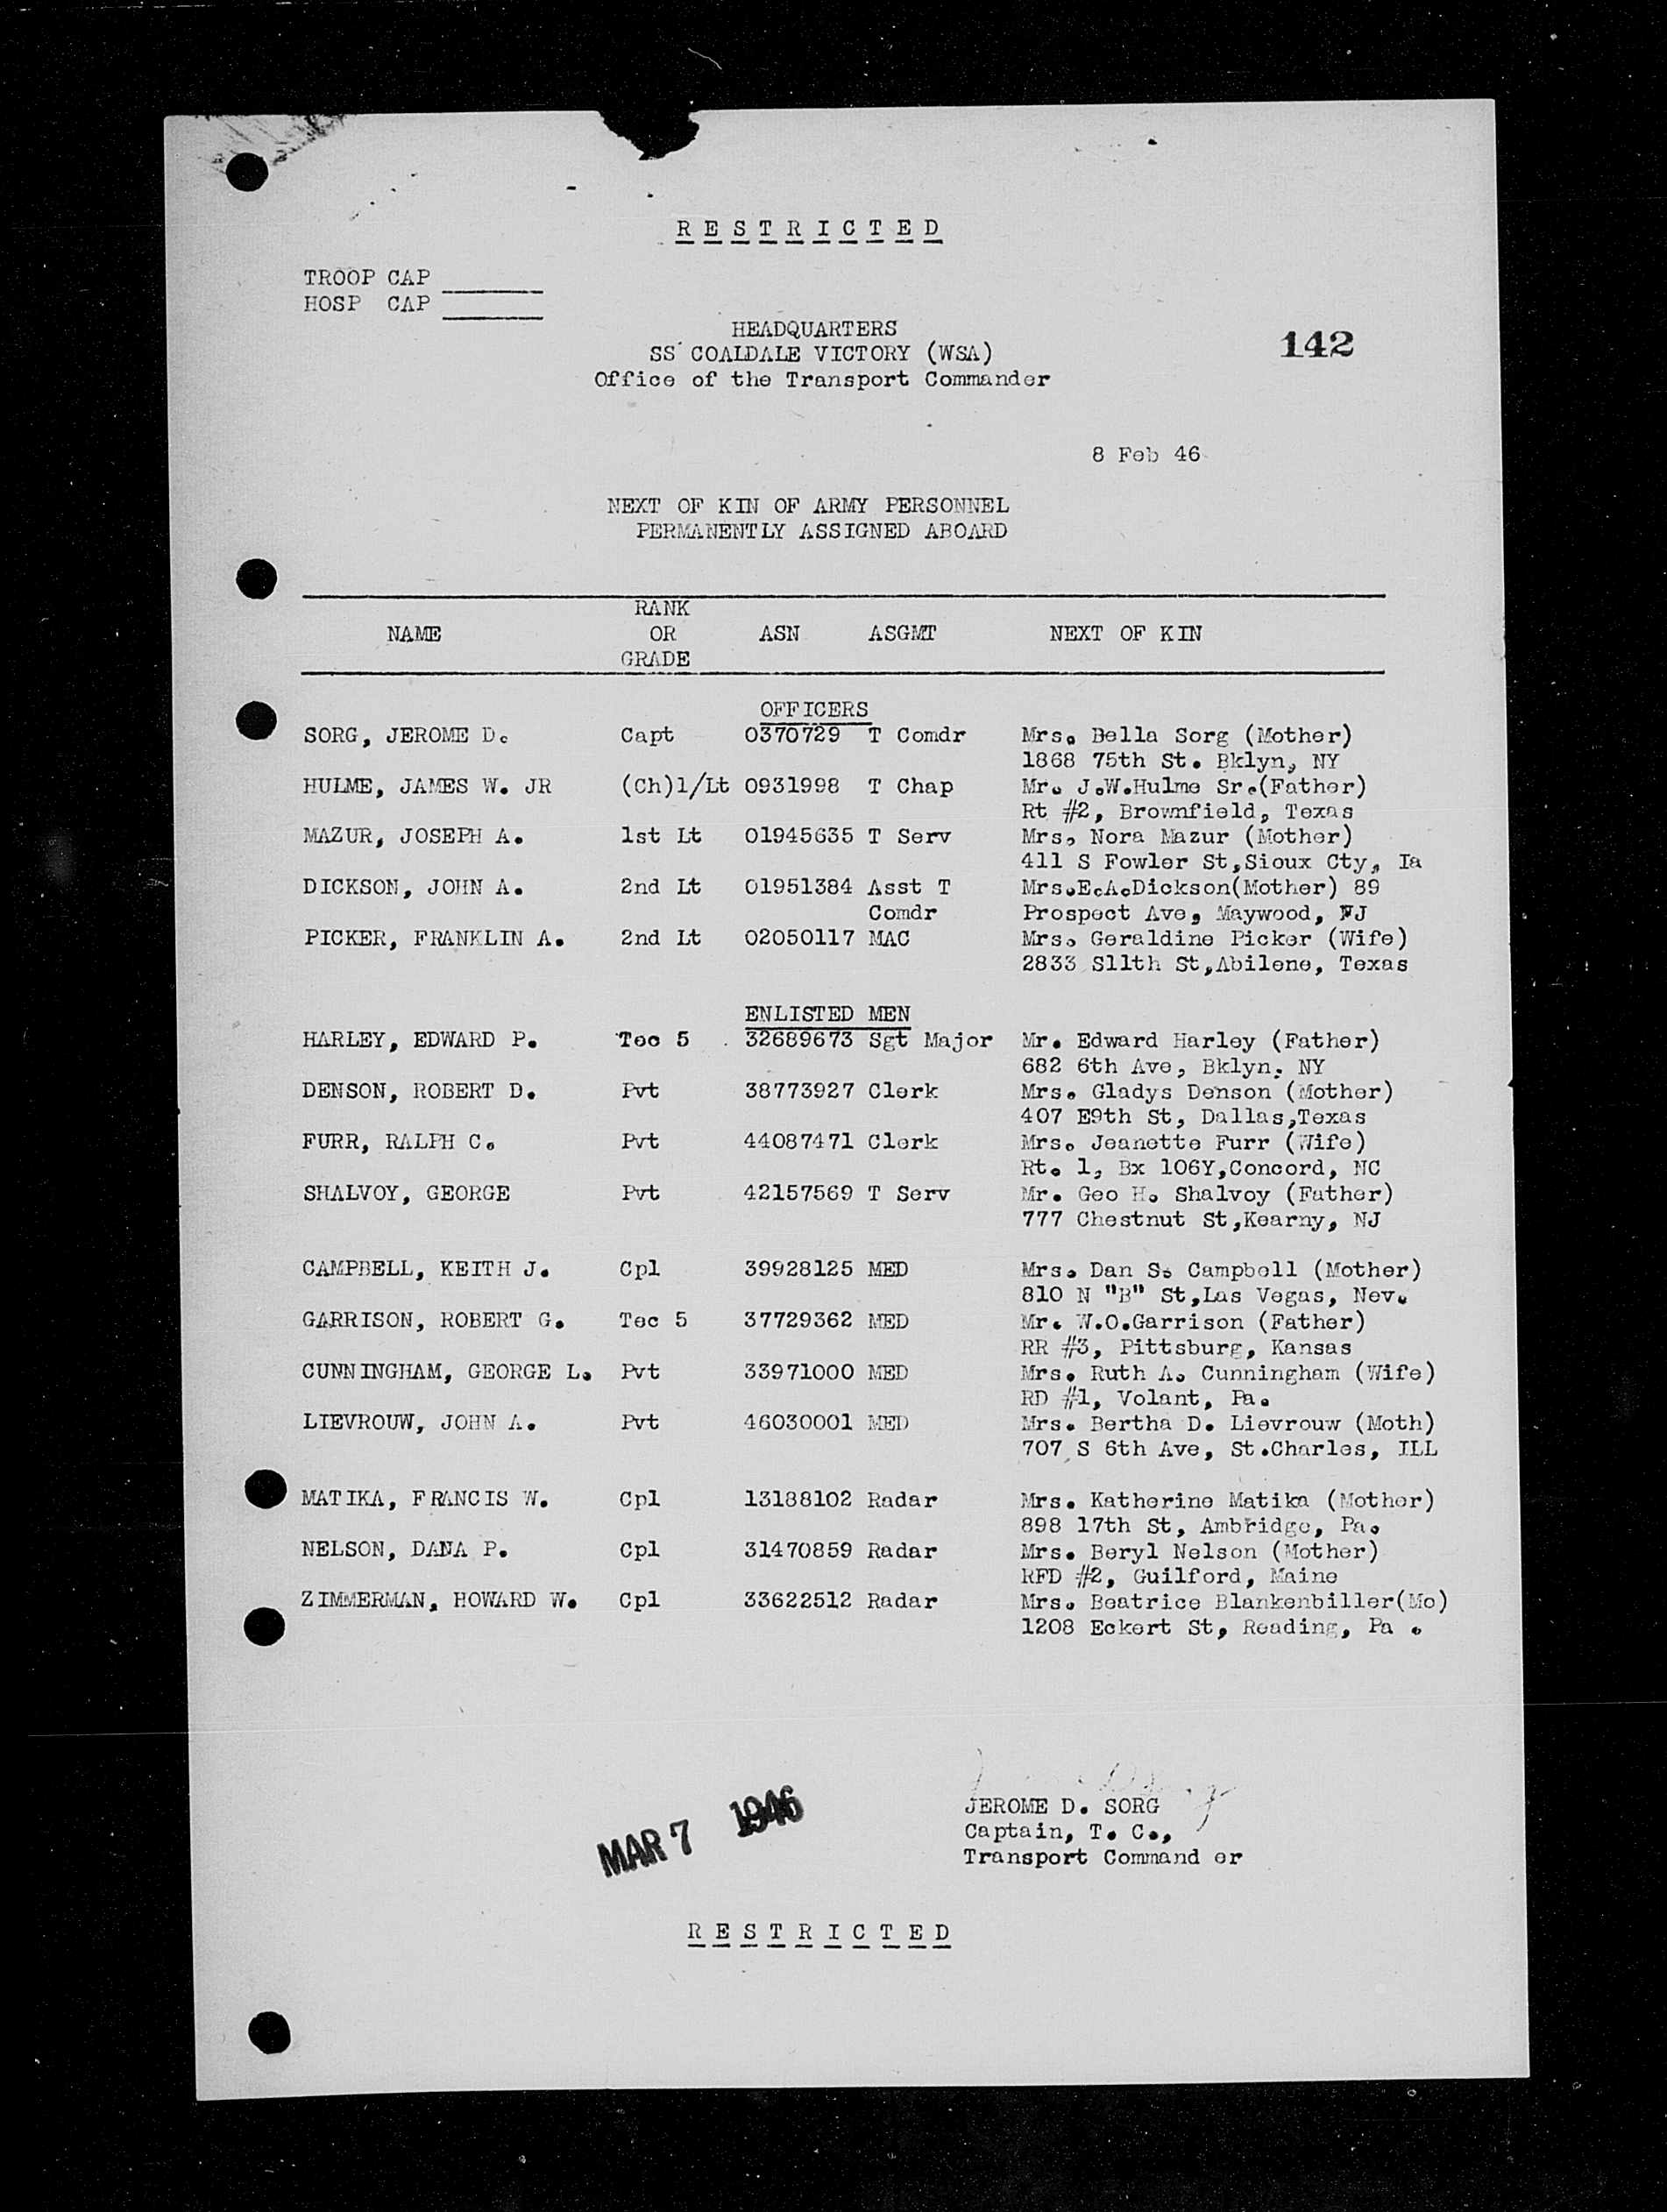 RESTRICTED
TROOP CAP
HOSP CAP
HEADQUARTERS
SS COALDALE VICTORY (WSA)
Office of the Transport Commander
142
8 Feb 46
NEXT OF KIN OF ARMY PERSONNEL
PERMANENTLY ASSIGNED ABOARD
NAME RANK OR GRADE ASN ASGMT NEXT OF KIN
OFFICERS
SORG, JEROME D. Capt 0370729 T Comdr Mrs. Della Sorg (Mother)
1868 75th St. Bklyn, NY
HULME, JAMES W. JR (Ch)1/Lt 0931998 T Chap Mr. J.W.Hulme Sr.(Father)
Rt #2, Brownfield, Texas
MAZUR, JOSEPH A. 1st Lt 01945635 T Serv Mrs, Nora Mazur (Mother)
411 S Fowler St,Sioux Cty, Ia
DICKSON, JOHN A. 2nd Lt 01951384 Asst T Mrs.E.A.Dickson(Mother) 89
Comdr Prospect Ave, Maywood, NJ
PICKER, FRANKLIN A. 2nd Lt 02050117 MAC Mrs. Geraldine Picker (Wife)
2833 S11th St,Abilene, Texas
ENLISTED MEN
HARLEY, EDWARD P. Tec 5 32689673 Sgt Major Mr. Edward Harley (Father)
682 6th Ave, Bklyn. NY
DENSON, ROBERT D. Pvt 38773927 Clerk Mrs. Gladys Denson (Mother)
407 E9th St, Dallas,Texas
FURR, RALPH C. Pvt 44087471 Clerk Mrs. Jeanette Furr (Wife)
Rt. 1, Bx 106Y,Concord, NC
SHALVOY, GEORGE Pvt 42157569 T Serv Mr. Geo H. Shalvoy (Father)
777 Chestnut St,Kearny, NJ
CAMPBELL, KEITH J. Cpl 39928125 MED Mrs. Dan S. Campbell (Mother)
810 N "B" St,Las Vegas, Nev.
GARRISON, ROBERT G. Tec 5 37729362 MED Mr. W.O.Garrison (Father)
RR #3, Pittsburg, Kansas
CUNNINGHAM, GEORGE L. Pvt 33971000 MED Mrs. Ruth A. Cunningham (Wife)
RD #1, Volant, Pa.
LIEVROUW, JOHN A. Pvt 46030001 MED Mrs. Bertha D. Lievrouw (Moth)
707 S 6th Ave, St.Charles, ILL
MATIKA, FRANCIS W. Cpl 13188102 Radar Mrs. Katherine Matika (Mother)
898 17th St, Ambridge, Pa.
NELSON, DANA P. Cpl 31470859 Radar Mrs. Beryl Nelson (Mother)
RFD #2, Guilford, Maine
ZIMMERMAN, HOWARD W. Cpl 33622512 Radar Mrs. Beatrice Blankenbiller(Mo)
1208 Eckert St, Reading, Pa .
JEROME D. SORG
Captain, T. C.,
Transport Command er
MAR 7 1946
RESTRICTED